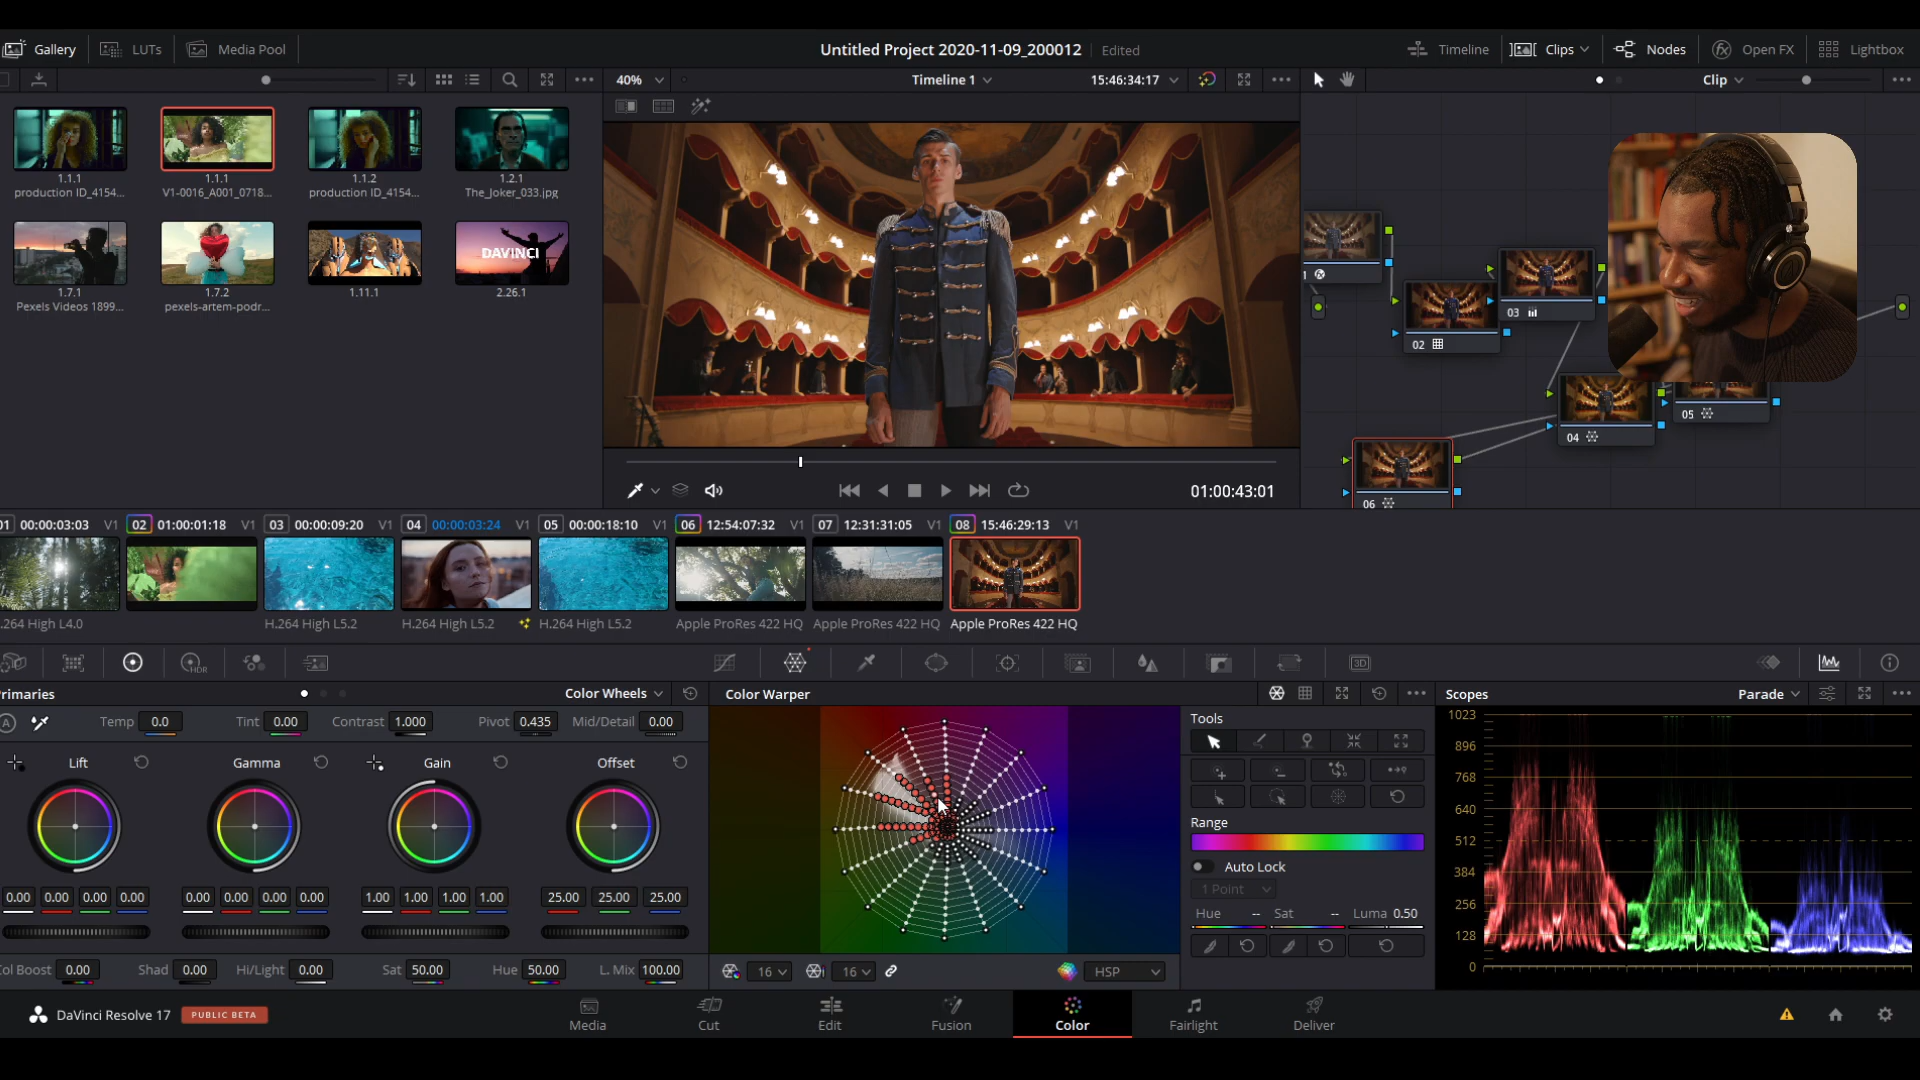 Gallery LUTs Media Pool Untitled Project 2020-11-09_200012 Edited Timeline Clips Nodes Open FX Lightbox
40% Timeline 1 15:46:34:17 Clip
1.1.1 1.1.1 1.1.2 1.2.1
production ID_4154... V1-0016_A001_0718... production ID_4154... The_Joker_033.jpg
DAVINCI
1.7.1 1.7.2 1.11.1 2.26.1
Pexels Videos 1899... pexels-artem-podr...
1
02
03
04
05
06
01:00:43:01
01 00:00:03:03 V1 02 01:00:01:18 V1 03 00:00:09:20 V1 04 00:00:03:24 V1 05 00:00:18:10 V1 06 12:54:07:32 V1 07 12:31:31:05 V1 08 15:46:29:13 V1
.264 High L4.0 H.264 High L5.2 H.264 High L5.2 H.264 High L5.2 Apple ProRes 422 HQ Apple ProRes 422 HQ Apple ProRes 422 HQ
HDR 3D
Primaries Color Wheels Color Warper Scopes Parade
A Temp 0.0 Tint 0.00 Contrast 1.000 Pivot 0.435 Mid/Detail 0.00
Lift Gamma Gain Offset
0.00 0.00 0.00 0.00 0.00 0.00 0.00 0.00 1.00 1.00 1.00 1.00 25.00 25.00 25.00
Col Boost 0.00 Shad 0.00 Hi/Light 0.00 Sat 50.00 Hue 50.00 L. Mix 100.00
16 16 HSP
Tools
Range
Auto Lock
1 Point
Hue -- Sat -- Luma 0.50
1023
896
768
640
512
384
256
128
0
DaVinci Resolve 17 PUBLIC BETA
Media Cut Edit Fusion Color Fairlight Deliver